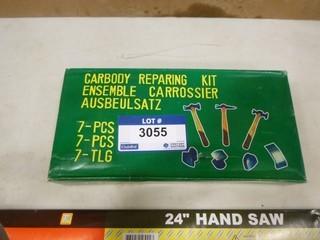 CARBODY REPARING KIT
ENSEMBLE CARROSSIER
AUSBEULSATZ
7-PCS
7-PCS
7-TLG
LOT #
3055
24" HAND SAW